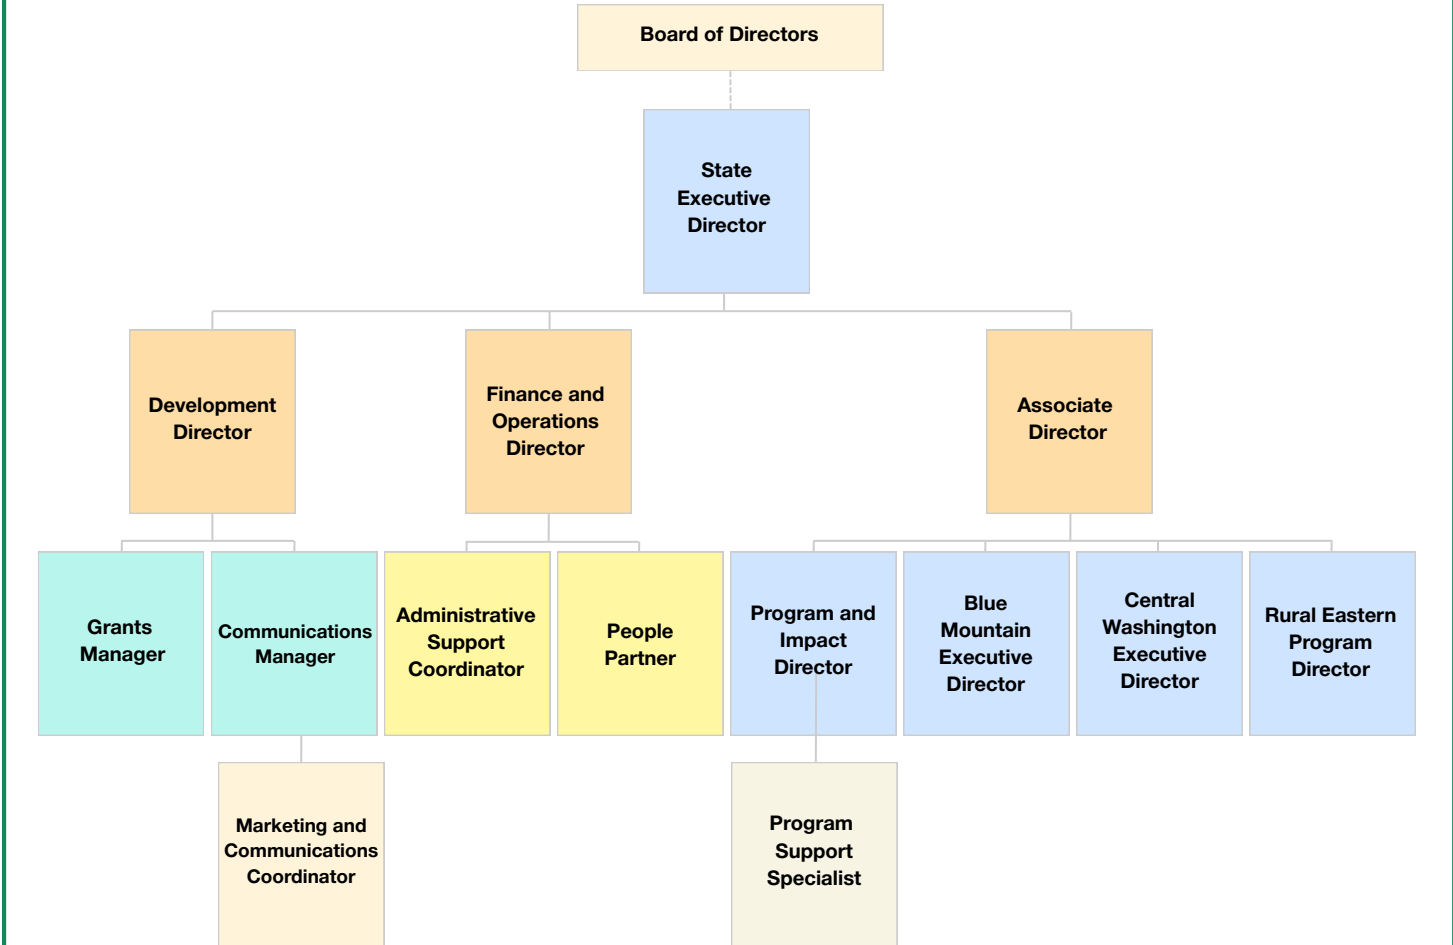 Board of Directors
State
Executive
Director
Development
Director
Finance and
Operations
Director
Associate
Director
Grants
Manager
Communications
Manager
Administrative
Support
Coordinator
People
Partner
Program and
Impact
Director
Blue
Mountain
Executive
Director
Central
Washington
Executive
Director
Rural Eastern
Program
Director
Marketing and
Communications
Coordinator
Program
Support
Specialist